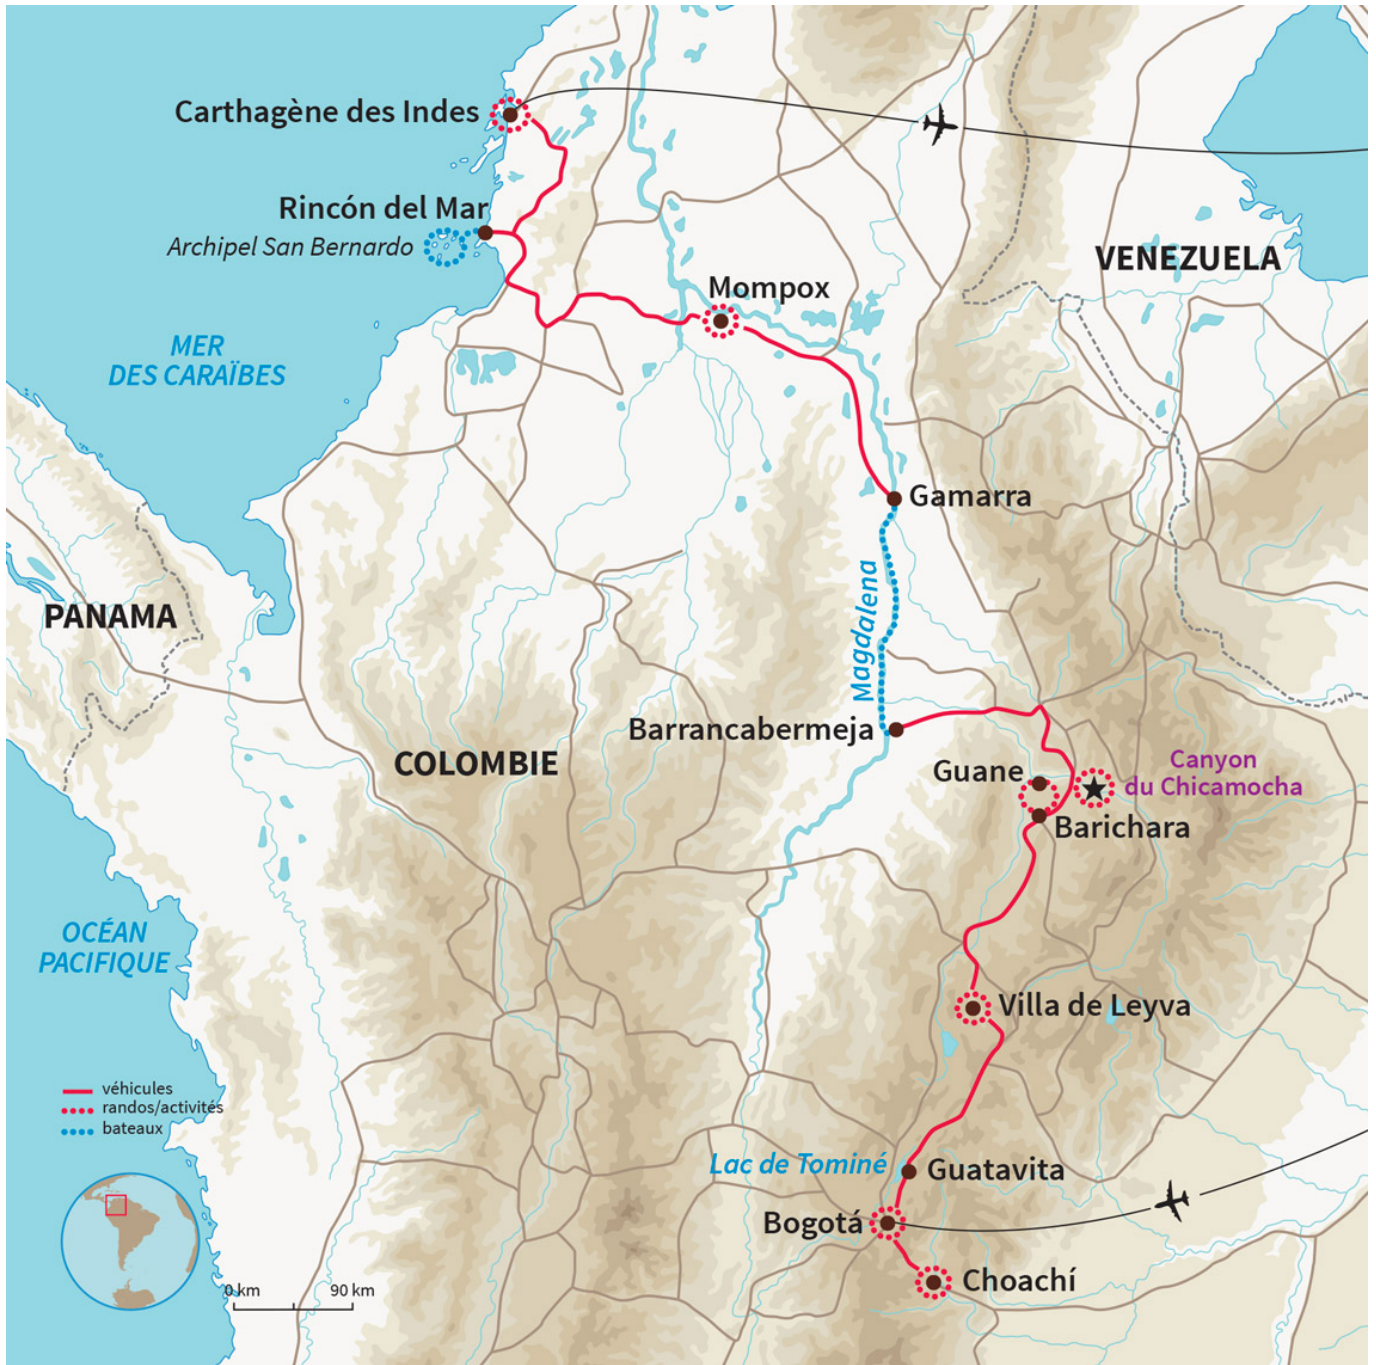 Carthagène des Indes
Rincón del Mar
Archipel San Bernardo
VENEZUELA
Mompox
MER
DES CARAÏBES
Gamarra
PANAMA
Magdalena
Barrancabermeja
COLOMBIE
Guane
Canyon
du Chicamocha
Barichara
OCÉAN
PACIFIQUE
Villa de Leyva
véhicules
randos/activités
bateaux
Lac de Tominé
Guatavita
Bogotá
Choachí
0 km
90 km